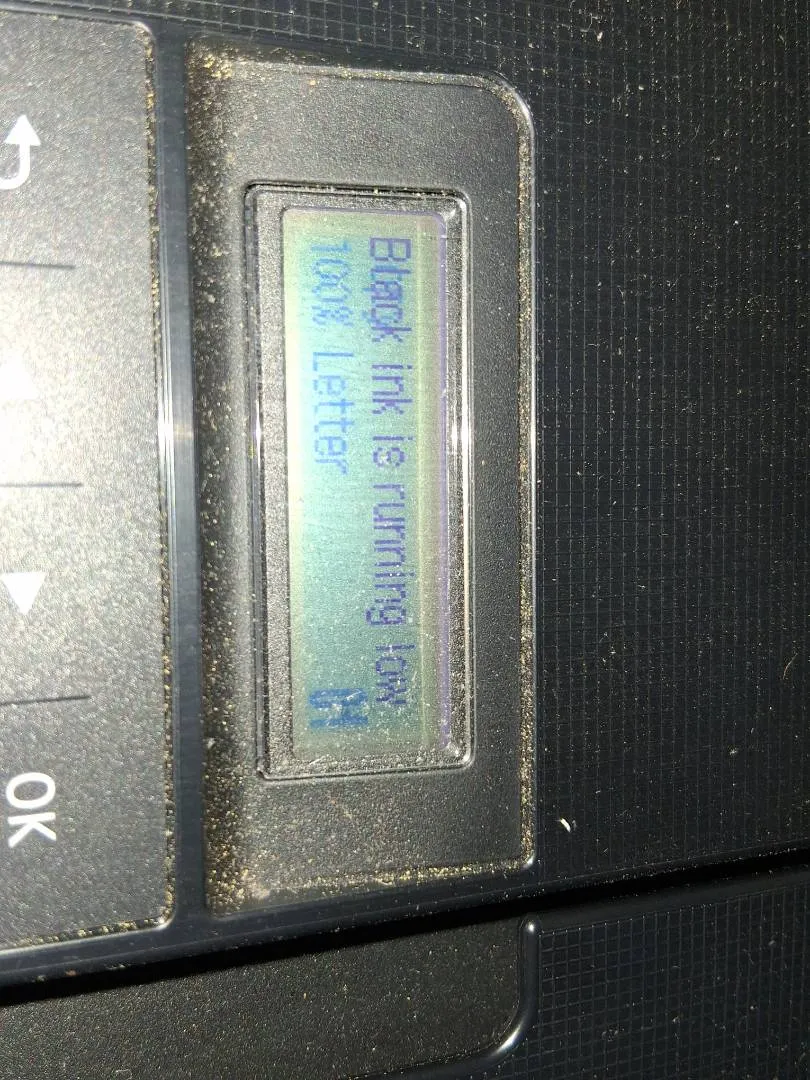 Black ink is running low
100% Letter
OK